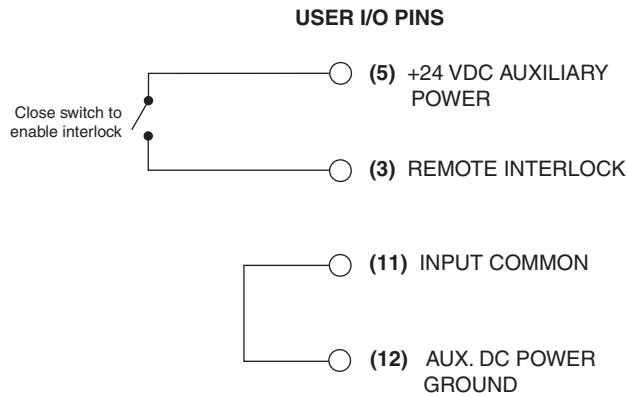 USER I/O PINS
(5) +24 VDC AUXILIARY
POWER
Close switch to
enable interlock
(3) REMOTE INTERLOCK
(11) INPUT COMMON
(12) AUX. DC POWER
GROUND